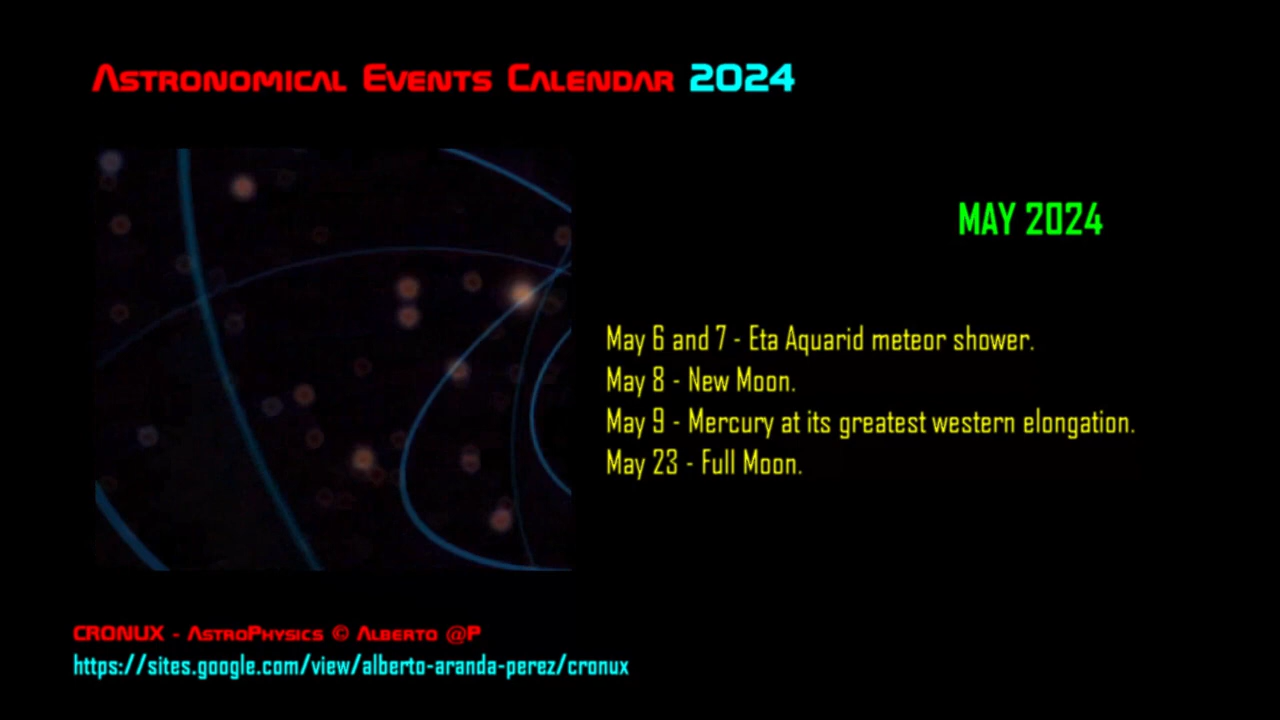 Astronomical Events Calendar 2024
MAY 2024
May 6 and 7 - Eta Aquarid meteor shower.
May 8 - New Moon.
May 9 - Mercury at its greatest western elongation.
May 23 - Full Moon.
CRONUX - AstroPhysics © Alberto @P
https://sites.google.com/view/alberto-aranda-perez/cronux